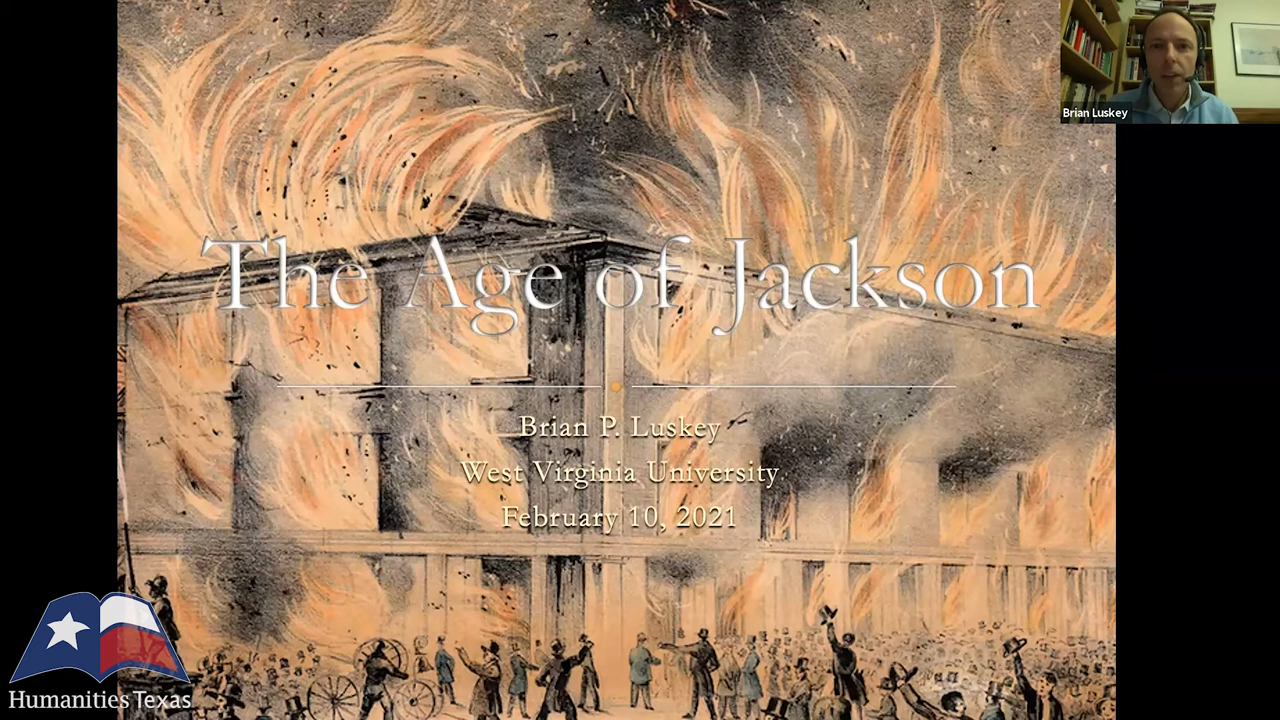 Brian Luskey
The Age of Jackson
Brian P. Luskey
West Virginia University
February 10, 2021
Humanities Texas